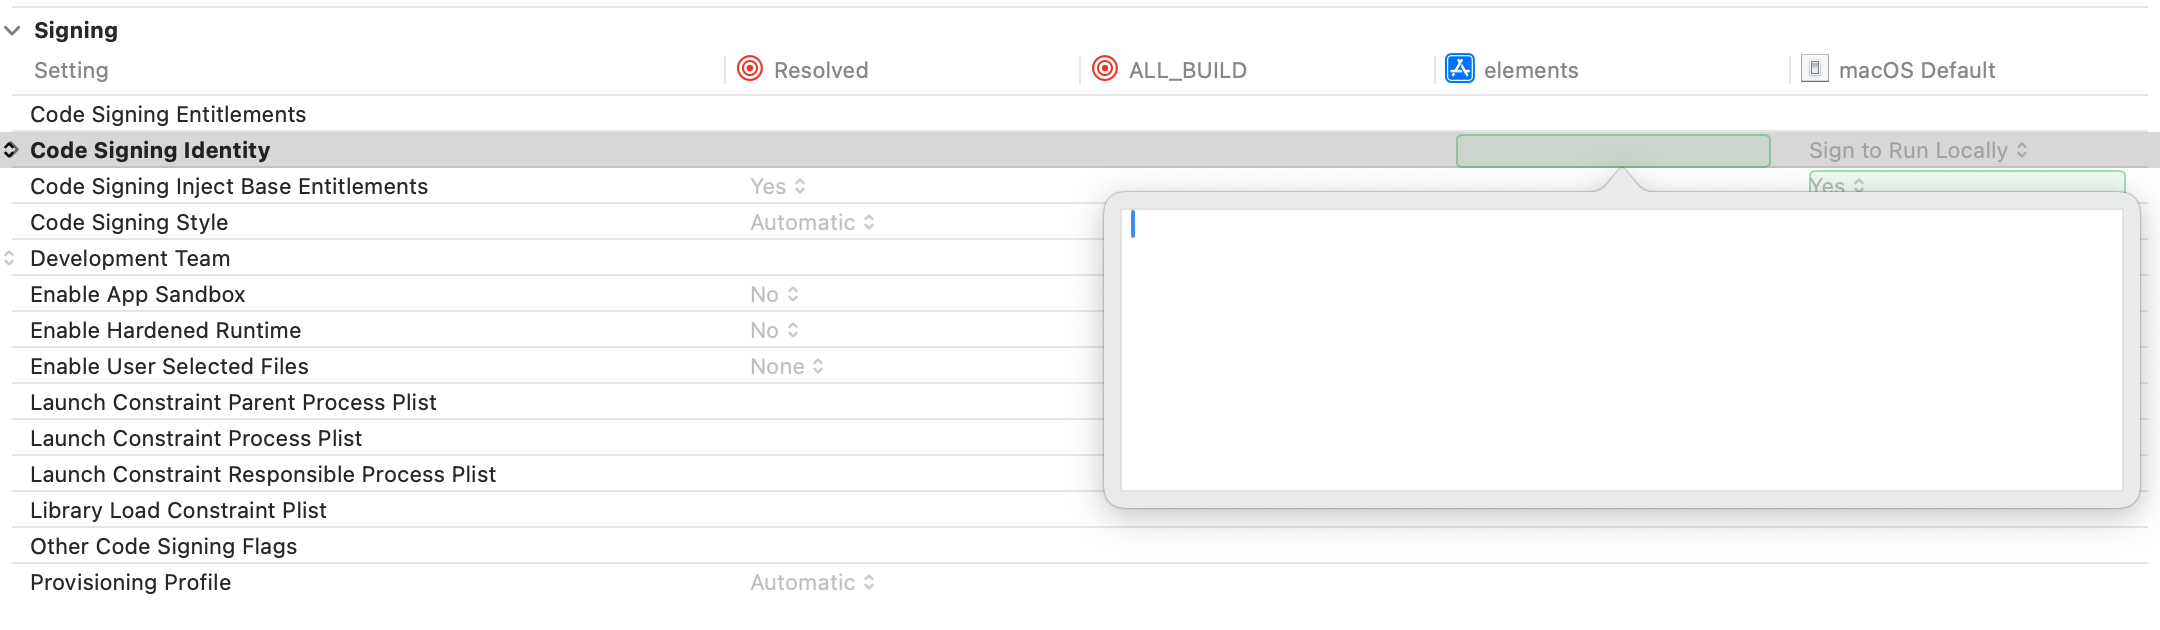 Signing
Setting Resolved ALL_BUILD elements macOS Default
Code Signing Entitlements
Code Signing Identity Sign to Run Locally
Code Signing Inject Base Entitlements Yes Yes
Code Signing Style Automatic
Development Team
Enable App Sandbox No
Enable Hardened Runtime No
Enable User Selected Files None
Launch Constraint Parent Process Plist
Launch Constraint Process Plist
Launch Constraint Responsible Process Plist
Library Load Constraint Plist
Other Code Signing Flags
Provisioning Profile Automatic